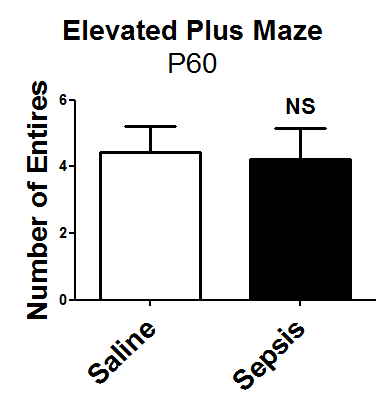 Elevated Plus Maze
P60
Number of Entires
6
4
2
0
NS
Saline
Sepsis